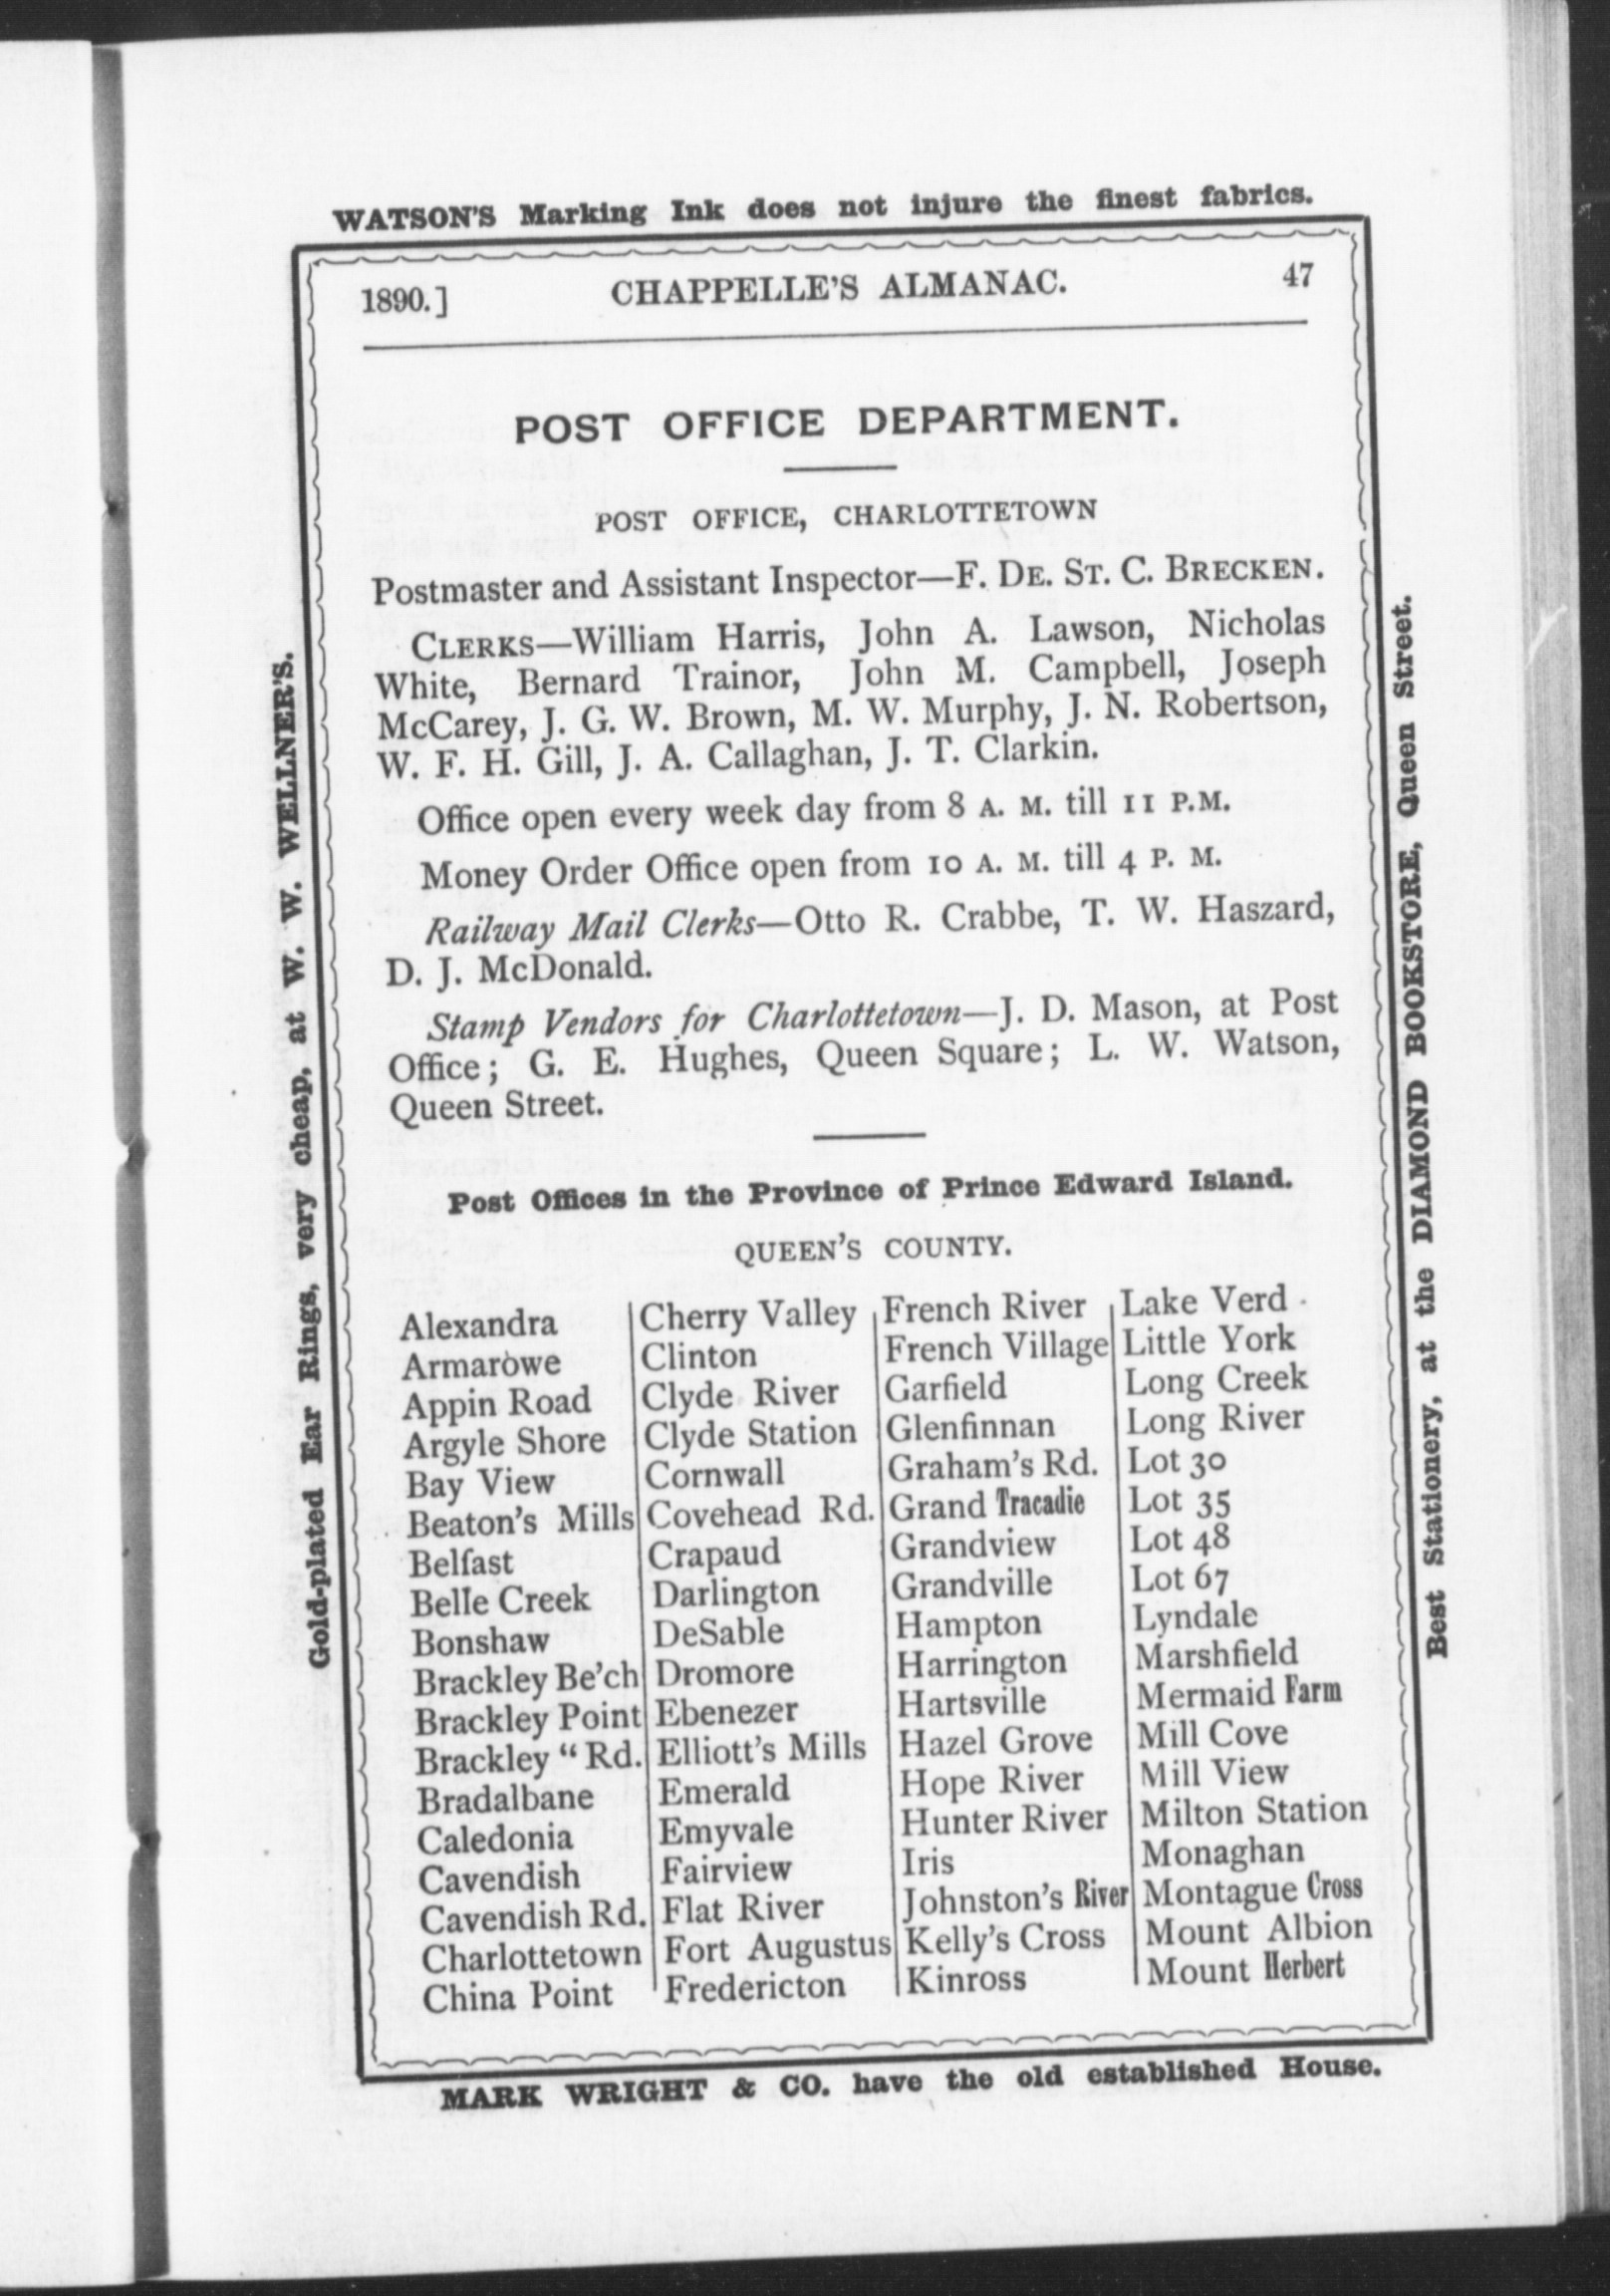 WATSON'S Marking Ink does not injure the finest fabrics.
1890.] CHAPPELLE'S ALMANAC. 47
POST OFFICE DEPARTMENT.
POST OFFICE, CHARLOTTETOWN
Postmaster and Assistant Inspector—F. DE. ST. C. BRECKEN.
CLERKS—William Harris, John A. Lawson, Nicholas
White, Bernard Trainor, John M. Campbell, Joseph
McCarey, J. G. W. Brown, M. W. Murphy, J. N. Robertson,
W. F. H. Gill, J. A. Callaghan, J. T. Clarkin.
Office open every week day from 8 A. M. till 11 P.M.
Money Order Office open from 10 A. M. till 4 P. M.
Railway Mail Clerks—Otto R. Crabbe, T. W. Haszard,
D. J. McDonald.
Stamp Vendors for Charlottetown—J. D. Mason, at Post
Office; G. E. Hughes, Queen Square; L. W. Watson,
Queen Street.
Post Offices in the Province of Prince Edward Island.
QUEEN'S COUNTY.
Alexandra
Armarowe
Appin Road
Argyle Shore
Bay View
Beaton's Mills
Belfast
Belle Creek
Bonshaw
Brackley Be'ch
Brackley Point
Brackley " Rd.
Bradalbane
Caledonia
Cavendish
Cavendish Rd.
Charlottetown
China Point
Cherry Valley
Clinton
Clyde River
Clyde Station
Cornwall
Covehead Rd.
Crapaud
Darlington
DeSable
Dromore
Ebenezer
Elliott's Mills
Emerald
Emyvale
Fairview
Flat River
Fort Augustus
Fredericton
French River
French Village
Garfield
Glenfinnan
Graham's Rd.
Grand Tracadie
Grandview
Grandville
Hampton
Harrington
Hartsville
Hazel Grove
Hope River
Hunter River
Iris
Johnston's River
Kelly's Cross
Kinross
Lake Verd
Little York
Long Creek
Long River
Lot 30
Lot 35
Lot 48
Lot 67
Lyndale
Marshfield
Mermaid Farm
Mill Cove
Mill View
Milton Station
Monaghan
Montague Cross
Mount Albion
Mount Herbert
MARK WRIGHT & CO. have the old established House.
Gold-plated Ear Rings, very cheap, at W. W. WELLNER'S.
Best Stationery, at the DIAMOND BOOKSTORE, Queen Street.